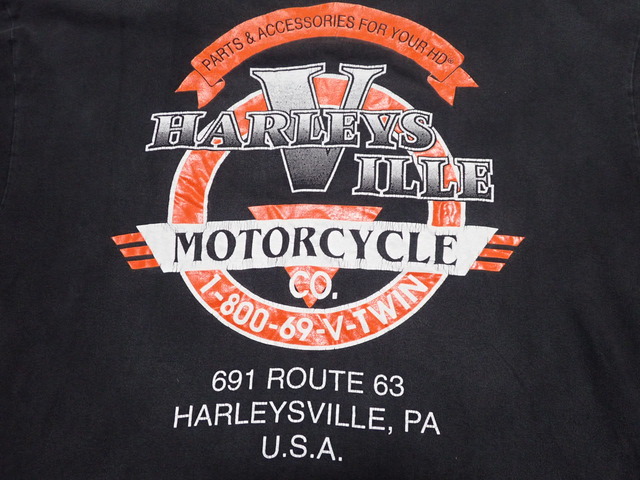 PARTS & ACCESSORIES FOR YOUR HD®
V
HARLEYS
VILLE
MOTORCYCLE
CO.
1-800-69-V-TWIN
691 ROUTE 63
HARLEYSVILLE, PA
U.S.A.